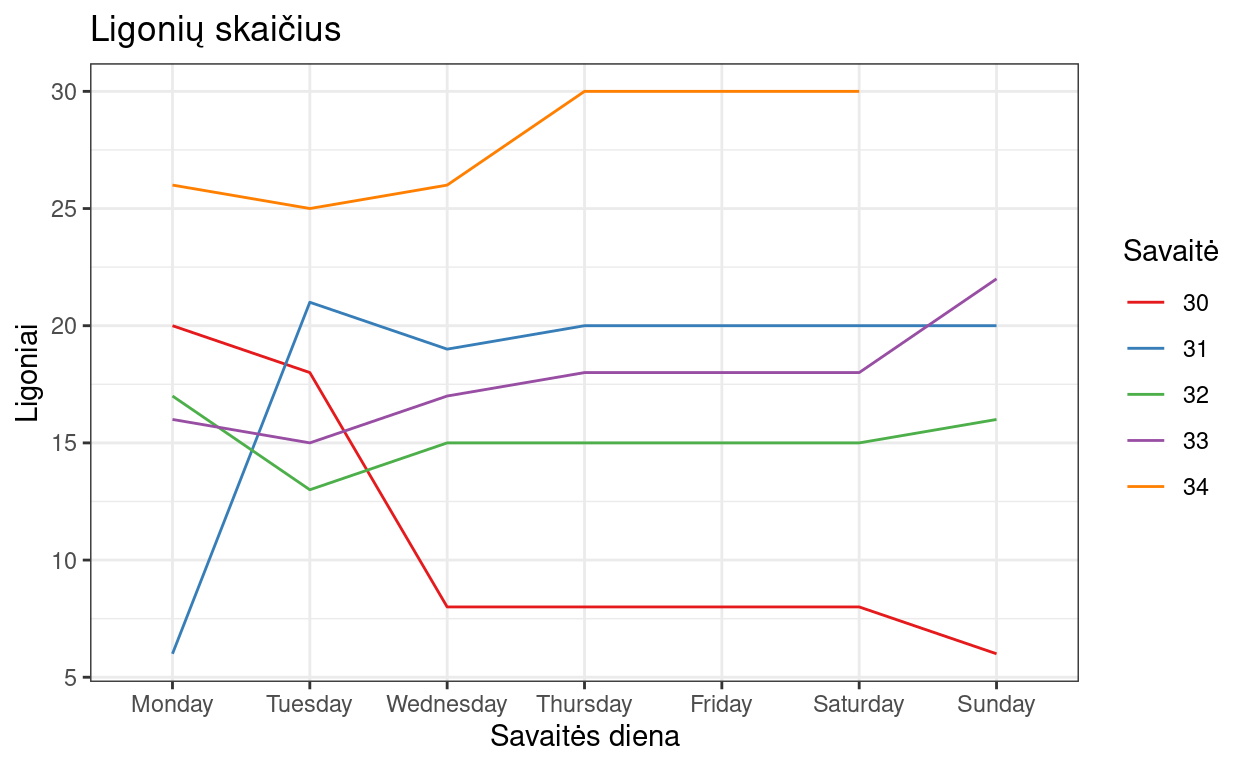 Ligonių skaičius
Ligoniai
30
25
20
15
10
5
Monday Tuesday Wednesday Thursday Friday Saturday Sunday
Savaitės diena
Savaitė
30
31
32
33
34